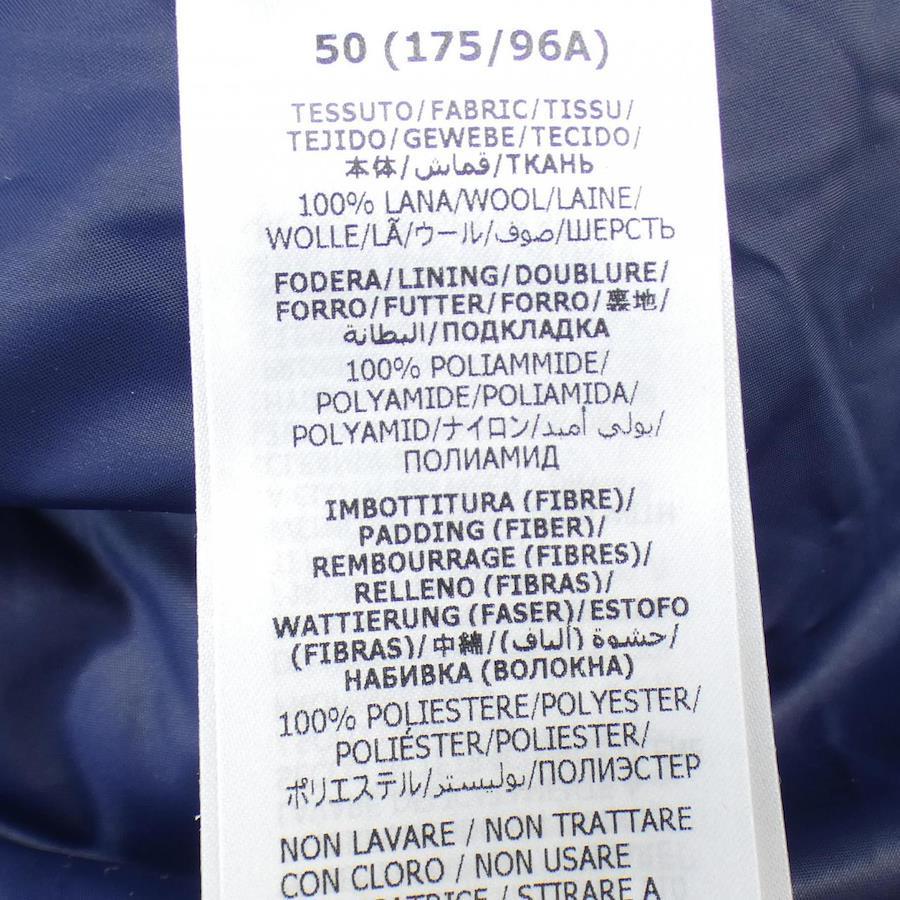 50 (175/96A)
TESSUTO/FABRIC/TISSU/
TEJIDO/GEWEBE/TECIDO/
本体/قماش/ТКАНЬ
100% LANA/WOOL/LAINE/
WOLLE/LÃ/ウール/صوف/ШЕРСТЬ
FODERA/LINING/DOUBLURE/
FORRO/FUTTER/FORRO/裏地/
البطانة/ПОДКЛАДКА
100% POLIAMMIDE/
POLYAMIDE/POLIAMIDA/
POLYAMID/ナイロン/بولي أميد/
ПОЛИАМИД
IMBOTTITURA (FIBRE)/
PADDING (FIBER)/
REMBOURRAGE (FIBRES)/
RELLENO (FIBRAS)/
WATTIERUNG (FASER)/ESTOFO
(FIBRAS)/中綿/حشوة (ألياف)/
НАБИВКА (ВОЛОКНА)
100% POLIESTERE/POLYESTER/
POLIÉSTER/POLIESTER/
ポリエステル/بوليستر/ПОЛИЭСТЕР
NON LAVARE / NON TRATTARE
CON CLORO / NON USARE
STIRARE A